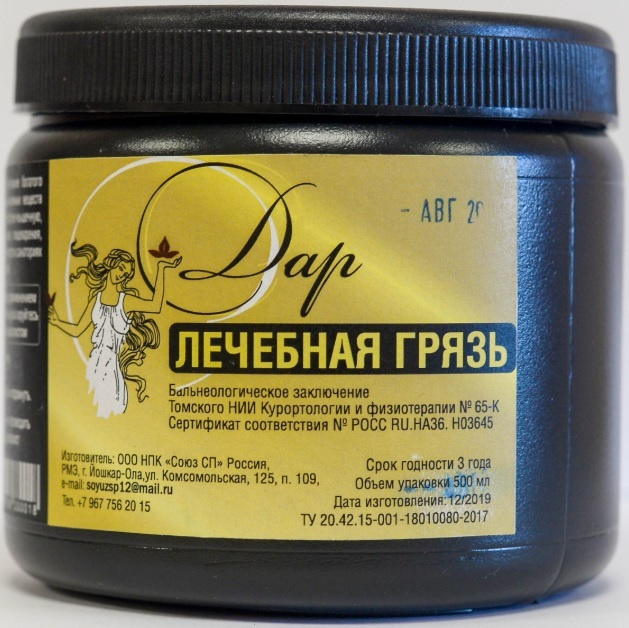 - АВГ 20
Дар
ЛЕЧЕБНАЯ ГРЯЗЬ
Бальнеологическое заключение
Томского НИИ Курортологии и физиотерапии № 65-К
Сертификат соответствия № РОСС RU.НА36. Н03645
Изготовитель: ООО НПК «Союз СП» Россия,
РМЭ, г. Йошкар-Ола,ул. Комсомольская, 125, п. 109,
e-mail: soyuzsp12@mail.ru
Тел. +7 967 756 20 15
Срок годности 3 года
Объем упаковки 500 мл
Дата изготовления:12/2019
ТУ 20.42.15-001-18010080-2017